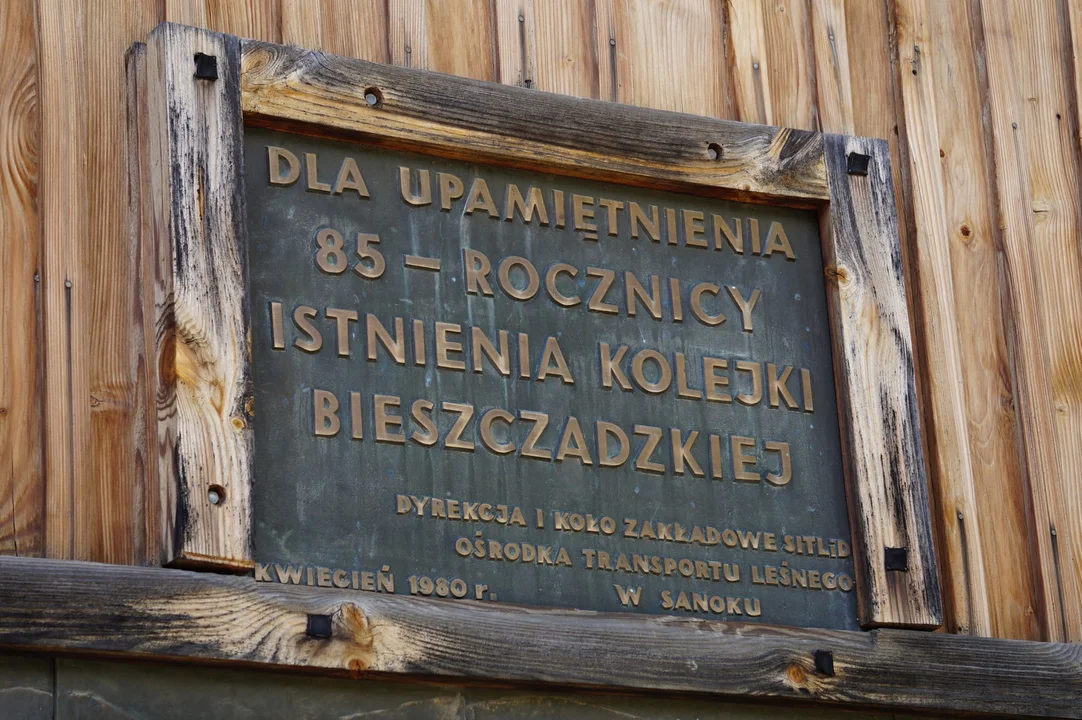 DLA UPAMIĘTNIENIA
85 – ROCZNICY
ISTNIENIA KOLEJKI
BIESZCZADZKIEJ
DYREKCJA I KOŁO ZAKŁADOWE SITLiD
OŚRODKA TRANSPORTU LEŚNEGO
W SANOKU
KWIECIEŃ 1980 r.